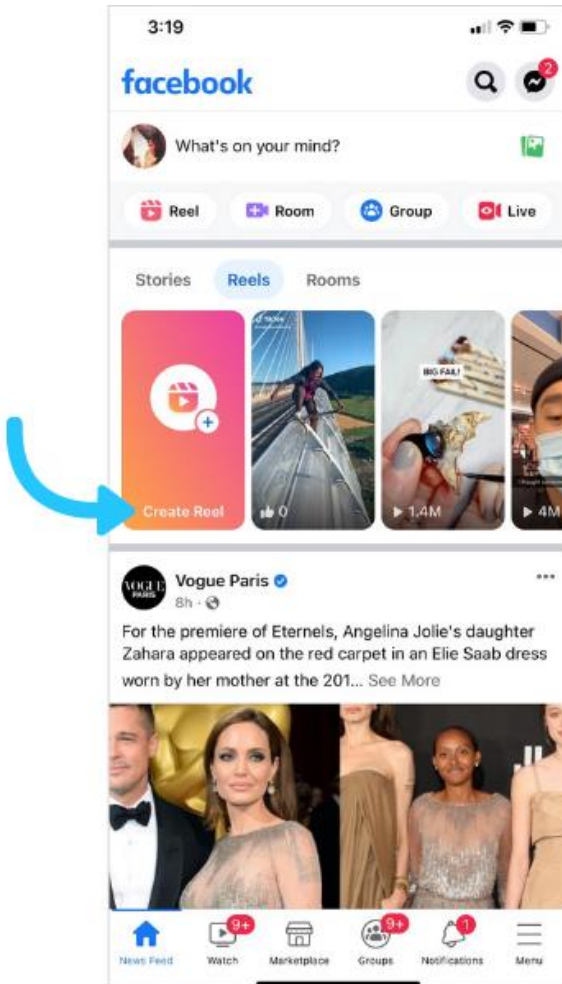 3:19
facebook
2
What's on your mind?
Reel
Room
Group
Live
Stories
Reels
Rooms
BIG FAIL!
Create Reel
0
1.4M
4M
VOGUE
PARIS
Vogue Paris
8h ·
For the premiere of Eternels, Angelina Jolie's daughter
Zahara appeared on the red carpet in an Elie Saab dress
worn by her mother at the 201... See More
9+
9+
1
News Feed
Watch
Marketplace
Groups
Notifications
Menu